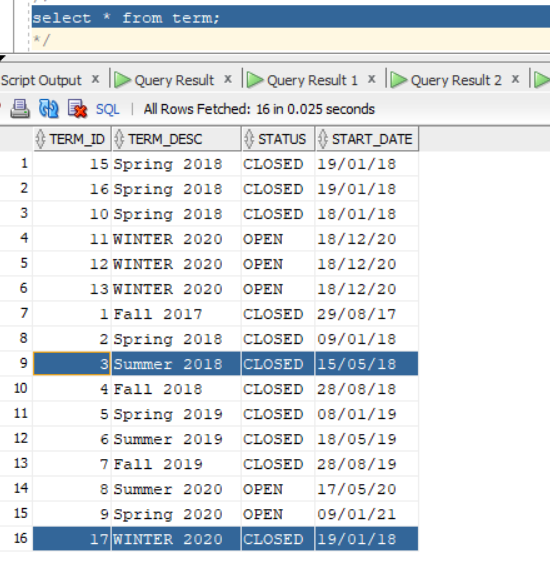 select * from term;
*/
Script Output x Query Result x Query Result 1 x Query Result 2 x
SQL | All Rows Fetched: 16 in 0.025 seconds
TERM_ID TERM_DESC STATUS START_DATE
1 15 Spring 2018 CLOSED 19/01/18
2 16 Spring 2018 CLOSED 19/01/18
3 10 Spring 2018 CLOSED 18/01/18
4 11 WINTER 2020 OPEN 18/12/20
5 12 WINTER 2020 OPEN 18/12/20
6 13 WINTER 2020 OPEN 18/12/20
7 1 Fall 2017 CLOSED 29/08/17
8 2 Spring 2018 CLOSED 09/01/18
9 3 Summer 2018 CLOSED 15/05/18
10 4 Fall 2018 CLOSED 28/08/18
11 5 Spring 2019 CLOSED 08/01/19
12 6 Summer 2019 CLOSED 18/05/19
13 7 Fall 2019 CLOSED 28/08/19
14 8 Summer 2020 OPEN 17/05/20
15 9 Spring 2020 OPEN 09/01/21
16 17 WINTER 2020 CLOSED 19/01/18